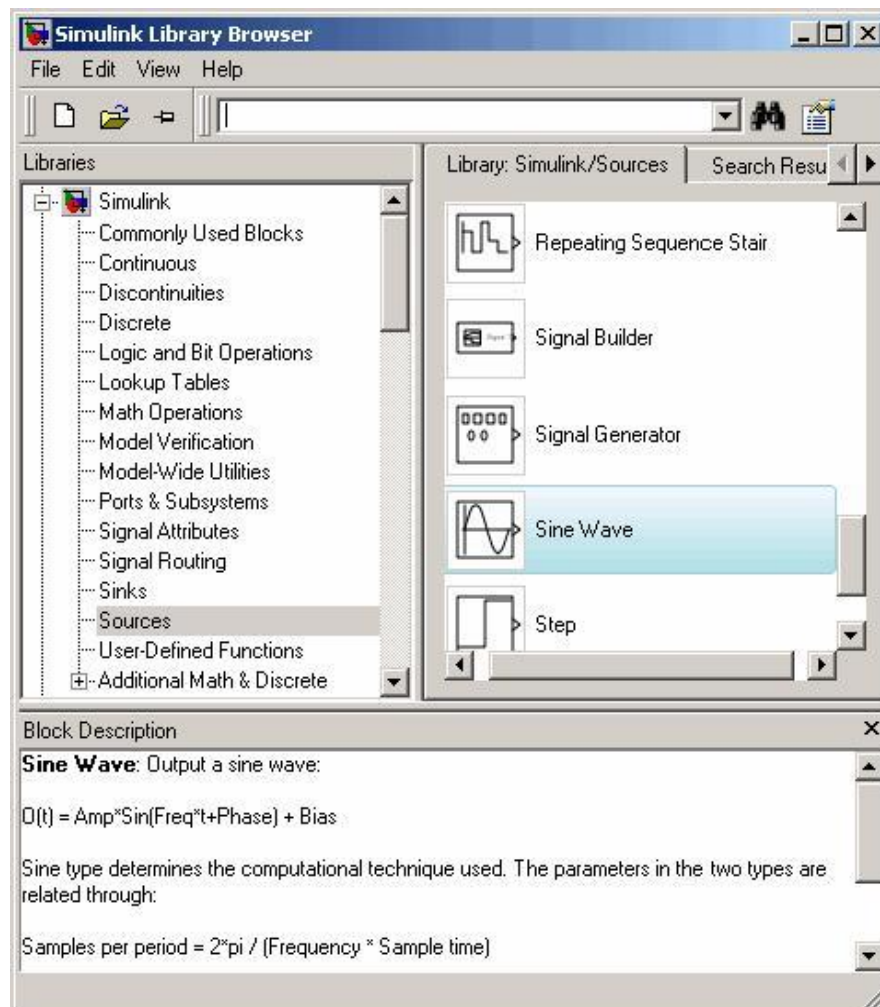 Simulink Library Browser
File Edit View Help
Libraries
Simulink
Commonly Used Blocks
Continuous
Discontinuities
Discrete
Logic and Bit Operations
Lookup Tables
Math Operations
Model Verification
Model-Wide Utilities
Ports & Subsystems
Signal Attributes
Signal Routing
Sinks
Sources
User-Defined Functions
Additional Math & Discrete
Library: Simulink/Sources
Search Resu
Repeating Sequence Stair
Signal Builder
Signal Generator
Sine Wave
Step
Block Description
Sine Wave: Output a sine wave:
O(t) = Amp*Sin(Freq*t+Phase) + Bias
Sine type determines the computational technique used. The parameters in the two types are
related through:
Samples per period = 2*pi / (Frequency * Sample time)